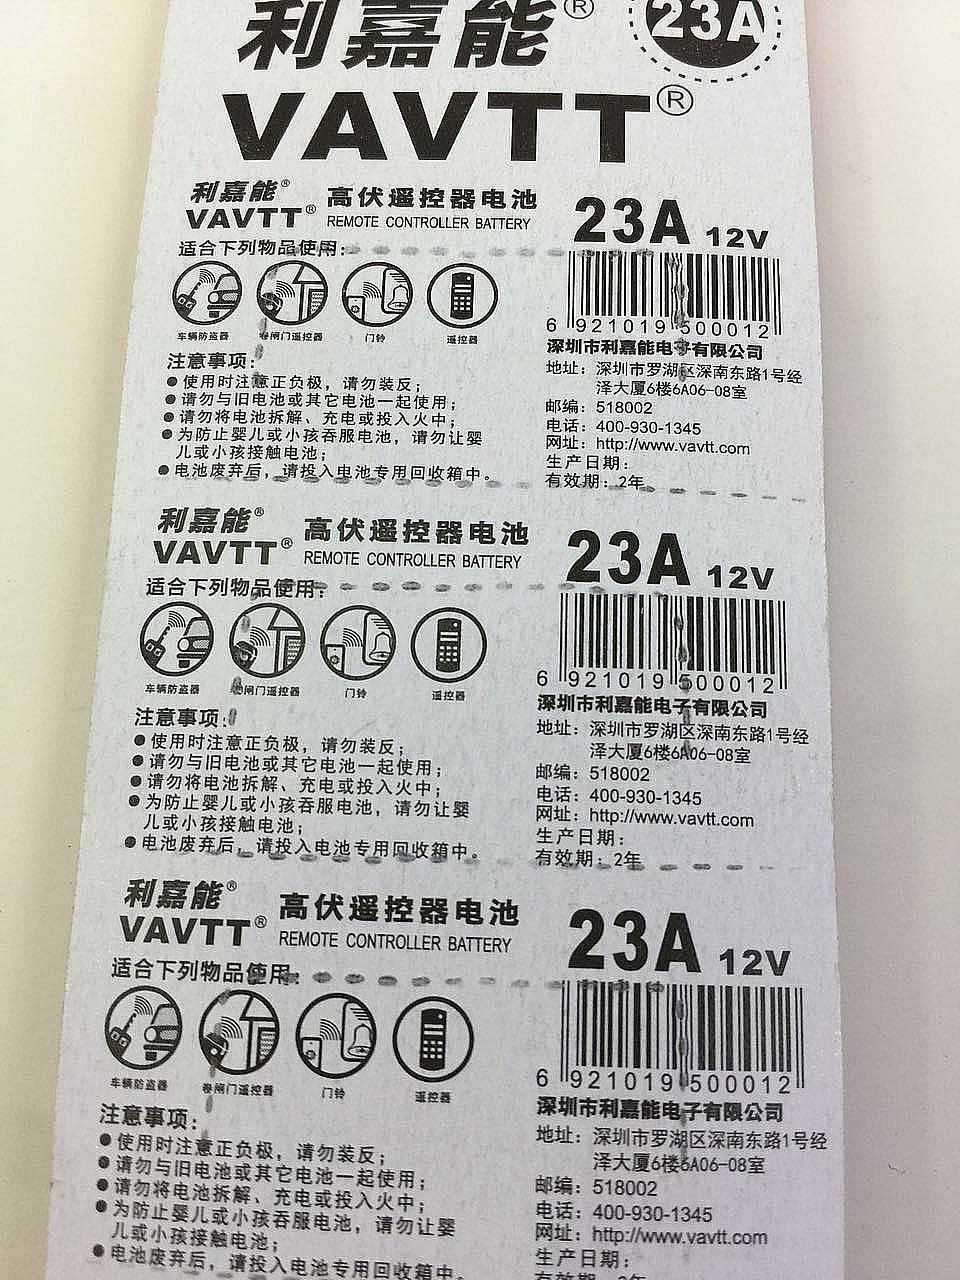 利嘉能®
23A
VAVTT®
利嘉能® 高伏遥控器电池
VAVTT® REMOTE CONTROLLER BATTERY
23A 12V
适合下列物品使用:
车辆防盗器 卷闸门遥控器 门铃 遥控器
6 921019 500012
深圳市利嘉能电子有限公司
地址: 深圳市罗湖区深南东路1号经
泽大厦6楼6A06-08室
邮编: 518002
电话: 400-930-1345
网址: http://www.vavtt.com
生产日期:
有效期: 2年
注意事项:
●使用时注意正负极, 请勿装反;
●请勿与旧电池或其它电池一起使用;
●请勿将电池拆解、充电或投入火中;
●为防止婴儿或小孩吞服电池, 请勿让婴
儿或小孩接触电池;
●电池废弃后, 请投入电池专用回收箱中。
利嘉能® 高伏遥控器电池
VAVTT® REMOTE CONTROLLER BATTERY
23A 12V
适合下列物品使用:
车辆防盗器 卷闸门遥控器 门铃 遥控器
6 921019 500012
深圳市利嘉能电子有限公司
地址: 深圳市罗湖区深南东路1号经
泽大厦6楼6A06-08室
邮编: 518002
电话: 400-930-1345
网址: http://www.vavtt.com
生产日期:
有效期: 2年
注意事项:
●使用时注意正负极, 请勿装反;
●请勿与旧电池或其它电池一起使用;
●请勿将电池拆解、充电或投入火中;
●为防止婴儿或小孩吞服电池, 请勿让婴
儿或小孩接触电池;
●电池废弃后, 请投入电池专用回收箱中。
利嘉能® 高伏遥控器电池
VAVTT® REMOTE CONTROLLER BATTERY
23A 12V
适合下列物品使用:
车辆防盗器 卷闸门遥控器 门铃 遥控器
6 921019 500012
深圳市利嘉能电子有限公司
地址: 深圳市罗湖区深南东路1号经
泽大厦6楼6A06-08室
邮编: 518002
电话: 400-930-1345
网址: http://www.vavtt.com
生产日期:
有效期: 2年
注意事项:
●使用时注意正负极, 请勿装反;
●请勿与旧电池或其它电池一起使用;
●请勿将电池拆解、充电或投入火中;
●为防止婴儿或小孩吞服电池, 请勿让婴
儿或小孩接触电池;
●电池废弃后, 请投入电池专用回收箱中。